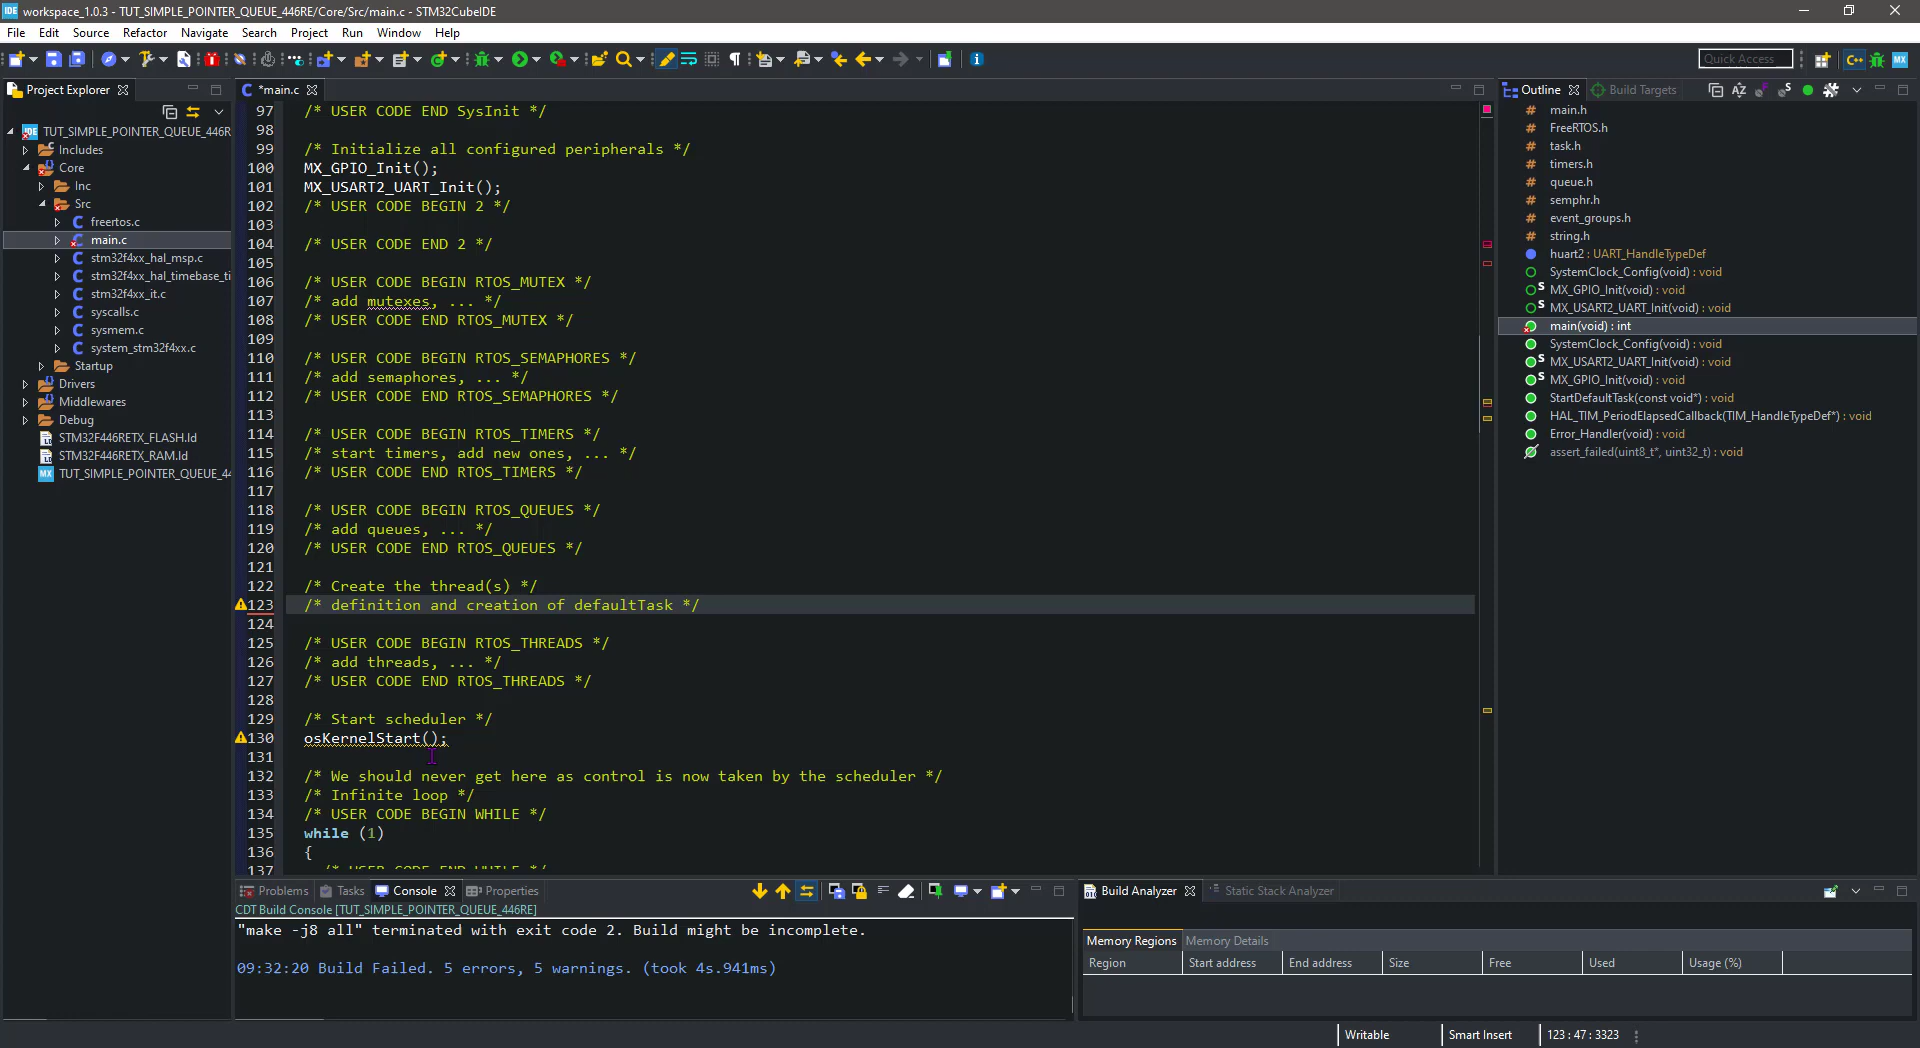 IDE workspace_1.0.3 - TUT_SIMPLE_POINTER_QUEUE_446RE/Core/Src/main.c - STM32CubeIDE
File Edit Source Refactor Navigate Search Project Run Window Help
Quick Access
C++
MX
Project Explorer
IDE TUT_SIMPLE_POINTER_QUEUE_446R
Includes
Core
Inc
Src
freertos.c
main.c
stm32f4xx_hal_msp.c
stm32f4xx_hal_timebase_ti
stm32f4xx_it.c
syscalls.c
sysmem.c
system_stm32f4xx.c
Startup
Drivers
Middlewares
Debug
STM32F446RETX_FLASH.ld
STM32F446RETX_RAM.ld
MX TUT_SIMPLE_POINTER_QUEUE_44
*main.c
97 /* USER CODE END SysInit */
98
99 /* Initialize all configured peripherals */
100 MX_GPIO_Init();
101 MX_USART2_UART_Init();
102 /* USER CODE BEGIN 2 */
103
104 /* USER CODE END 2 */
105
106 /* USER CODE BEGIN RTOS_MUTEX */
107 /* add mutexes, ... */
108 /* USER CODE END RTOS_MUTEX */
109
110 /* USER CODE BEGIN RTOS_SEMAPHORES */
111 /* add semaphores, ... */
112 /* USER CODE END RTOS_SEMAPHORES */
113
114 /* USER CODE BEGIN RTOS_TIMERS */
115 /* start timers, add new ones, ... */
116 /* USER CODE END RTOS_TIMERS */
117
118 /* USER CODE BEGIN RTOS_QUEUES */
119 /* add queues, ... */
120 /* USER CODE END RTOS_QUEUES */
121
122 /* Create the thread(s) */
123 /* definition and creation of defaultTask */
124
125 /* USER CODE BEGIN RTOS_THREADS */
126 /* add threads, ... */
127 /* USER CODE END RTOS_THREADS */
128
129 /* Start scheduler */
130 osKernelStart();
131
132 /* We should never get here as control is now taken by the scheduler */
133 /* Infinite loop */
134 /* USER CODE BEGIN WHILE */
135 while (1)
136 {
137 /* USER CODE END WHILE */
Outline Build Targets
main.h
FreeRTOS.h
task.h
timers.h
queue.h
semphr.h
event_groups.h
string.h
huart2 : UART_HandleTypeDef
SystemClock_Config(void) : void
MX_GPIO_Init(void) : void
MX_USART2_UART_Init(void) : void
main(void) : int
SystemClock_Config(void) : void
MX_USART2_UART_Init(void) : void
MX_GPIO_Init(void) : void
StartDefaultTask(const void*) : void
HAL_TIM_PeriodElapsedCallback(TIM_HandleTypeDef*) : void
Error_Handler(void) : void
assert_failed(uint8_t*, uint32_t) : void
Problems Tasks Console Properties
CDT Build Console [TUT_SIMPLE_POINTER_QUEUE_446RE]
"make -j8 all" terminated with exit code 2. Build might be incomplete.
09:32:20 Build Failed. 5 errors, 5 warnings. (took 4s.941ms)
Build Analyzer Static Stack Analyzer
Memory Regions Memory Details
Region Start address End address Size Free Used Usage (%)
Writable Smart Insert 123 : 47 : 3323